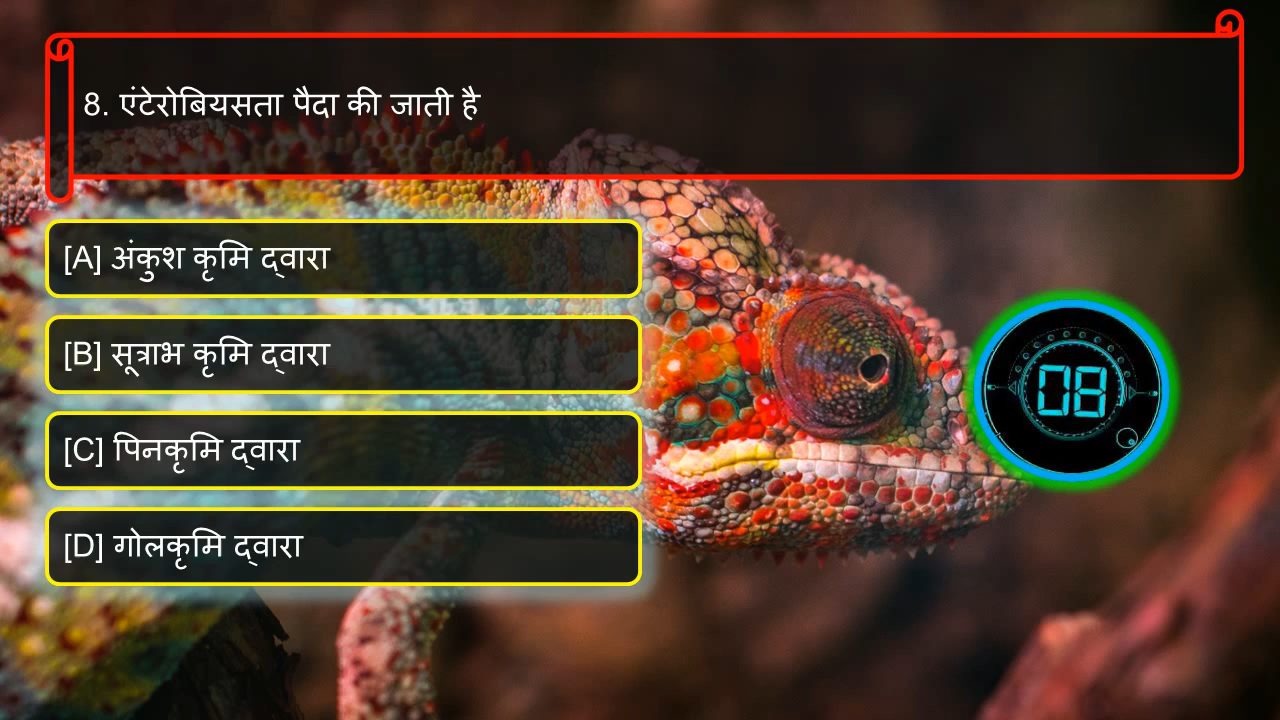 8. एंटेरोबियसता पैदा की जाती है
[A] अंकुश कृमि द्वारा
[B] सूत्राभ कृमि द्वारा
[C] पिनकृमि द्वारा
[D] गोलकृमि द्वारा
08